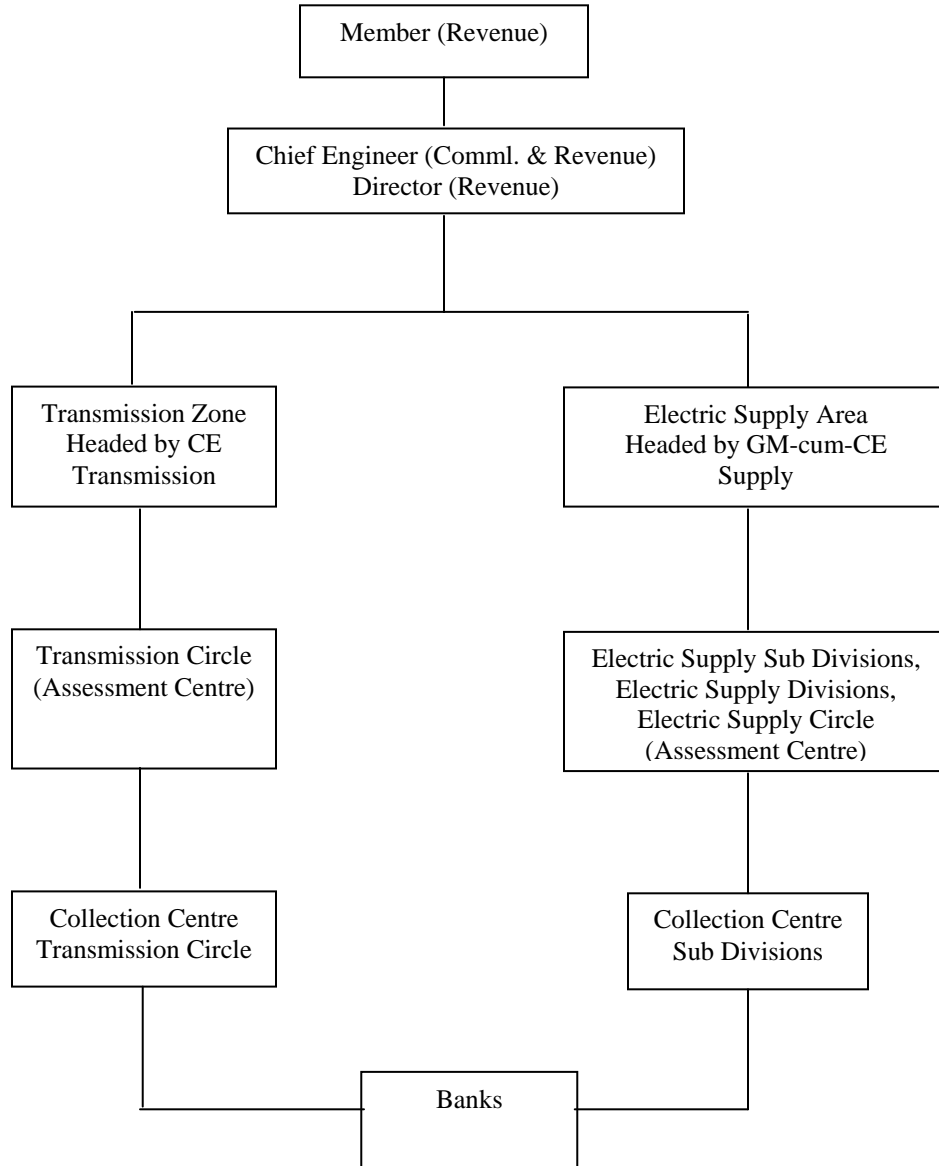 Member (Revenue)
Chief Engineer (Comml. & Revenue)
Director (Revenue)
Transmission Zone
Headed by CE
Transmission
Electric Supply Area
Headed by GM-cum-CE
Supply
Transmission Circle
(Assessment Centre)
Electric Supply Sub Divisions,
Electric Supply Divisions,
Electric Supply Circle
(Assessment Centre)
Collection Centre
Transmission Circle
Collection Centre
Sub Divisions
Banks